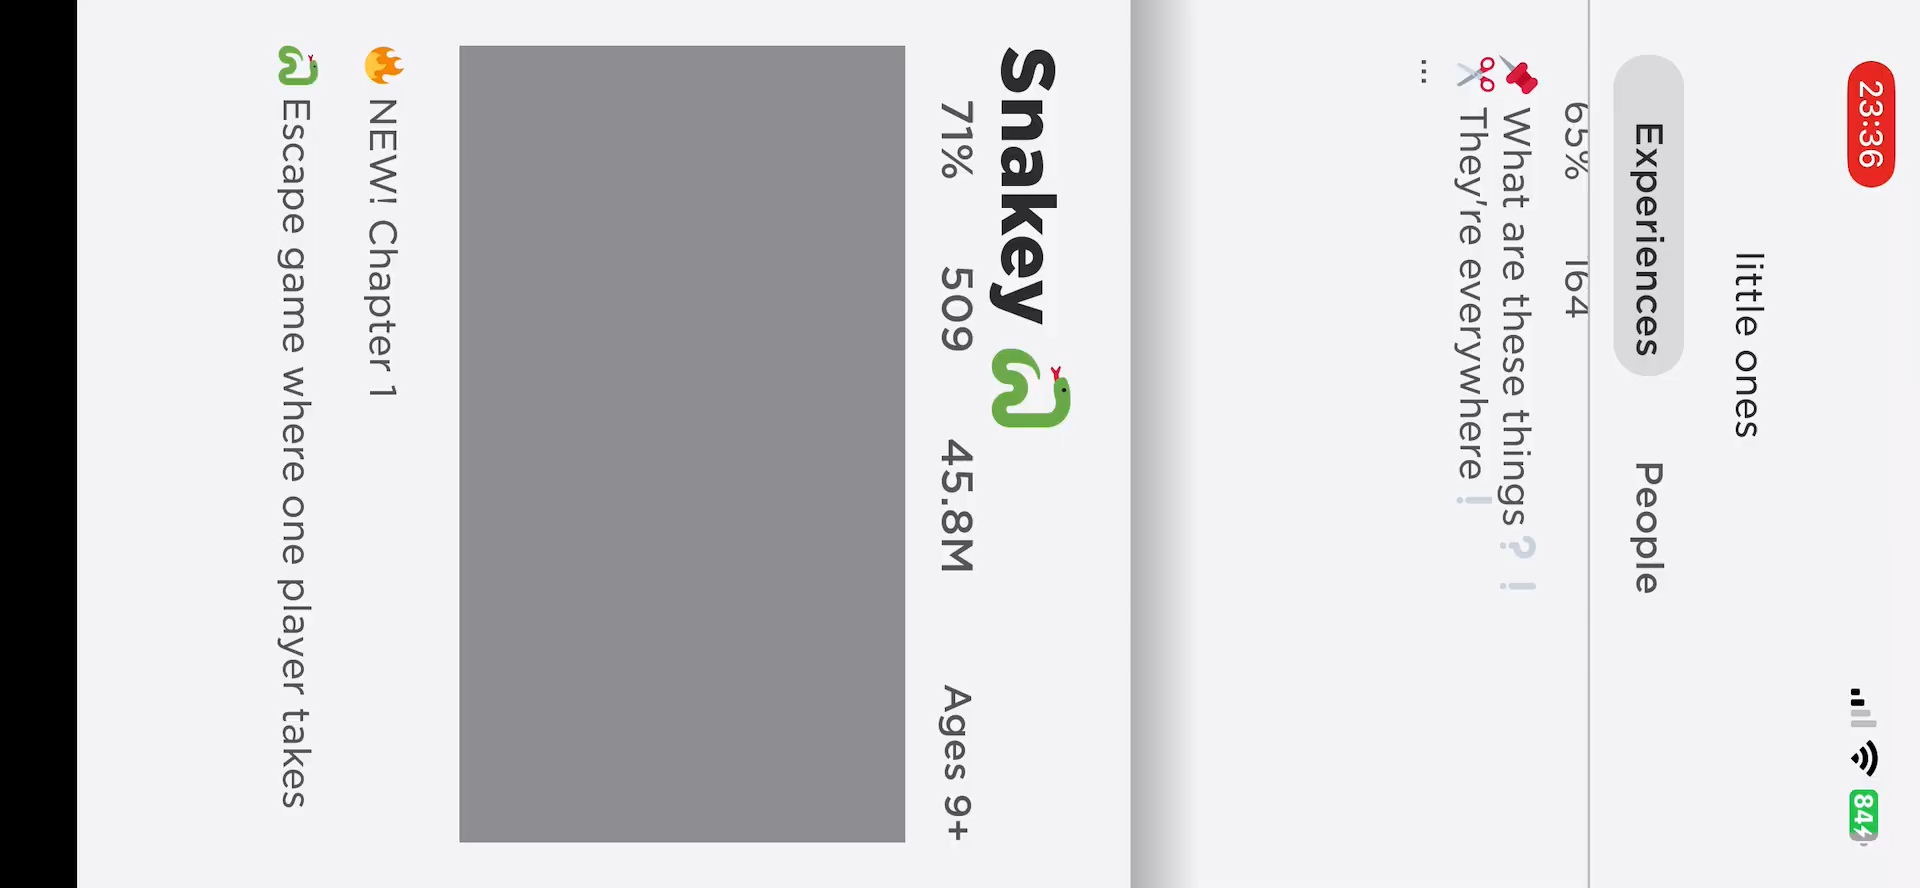 23:36
84
little ones
Experiences People
65% 164
📌 What are these things❔❕
✂️ They're everywhere❕
...
Snakey 🐍
71% 509 45.8M Ages 9+
🔥 NEW! Chapter 1
🐍 Escape game where one player takes